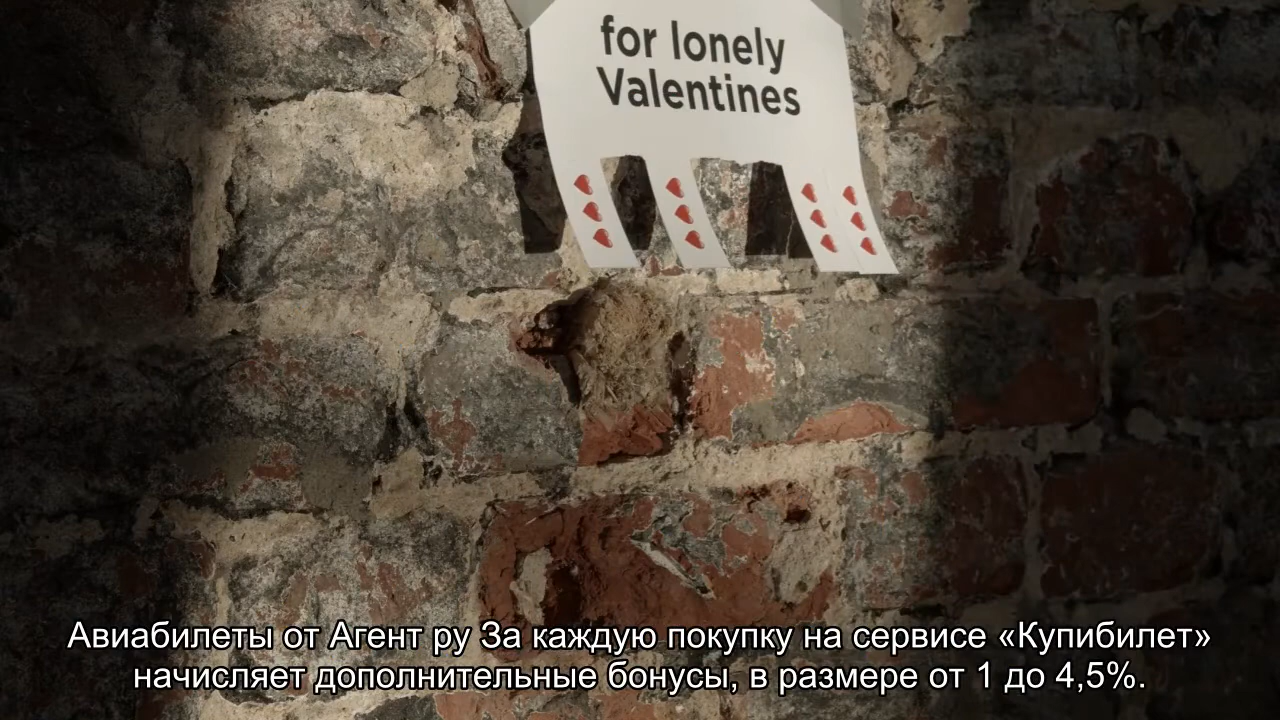 for lonely
Valentines
Авиабилеты от Агент ру За каждую покупку на сервисе «Купибилет»
начисляет дополнительные бонусы, в размере от 1 до 4,5%.